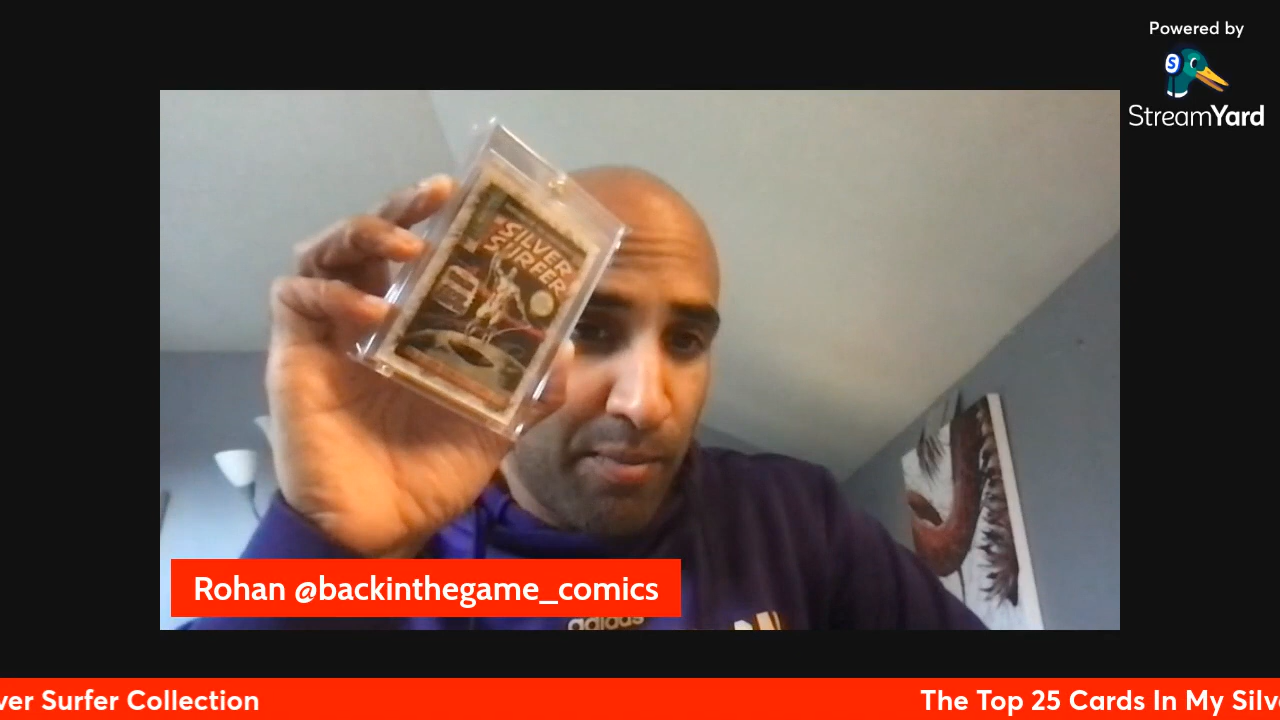 Powered by
S
StreamYard
SILVER
SURFER
Rohan @backinthegame_comics
adidas
ver Surfer Collection
The Top 25 Cards In My Silv